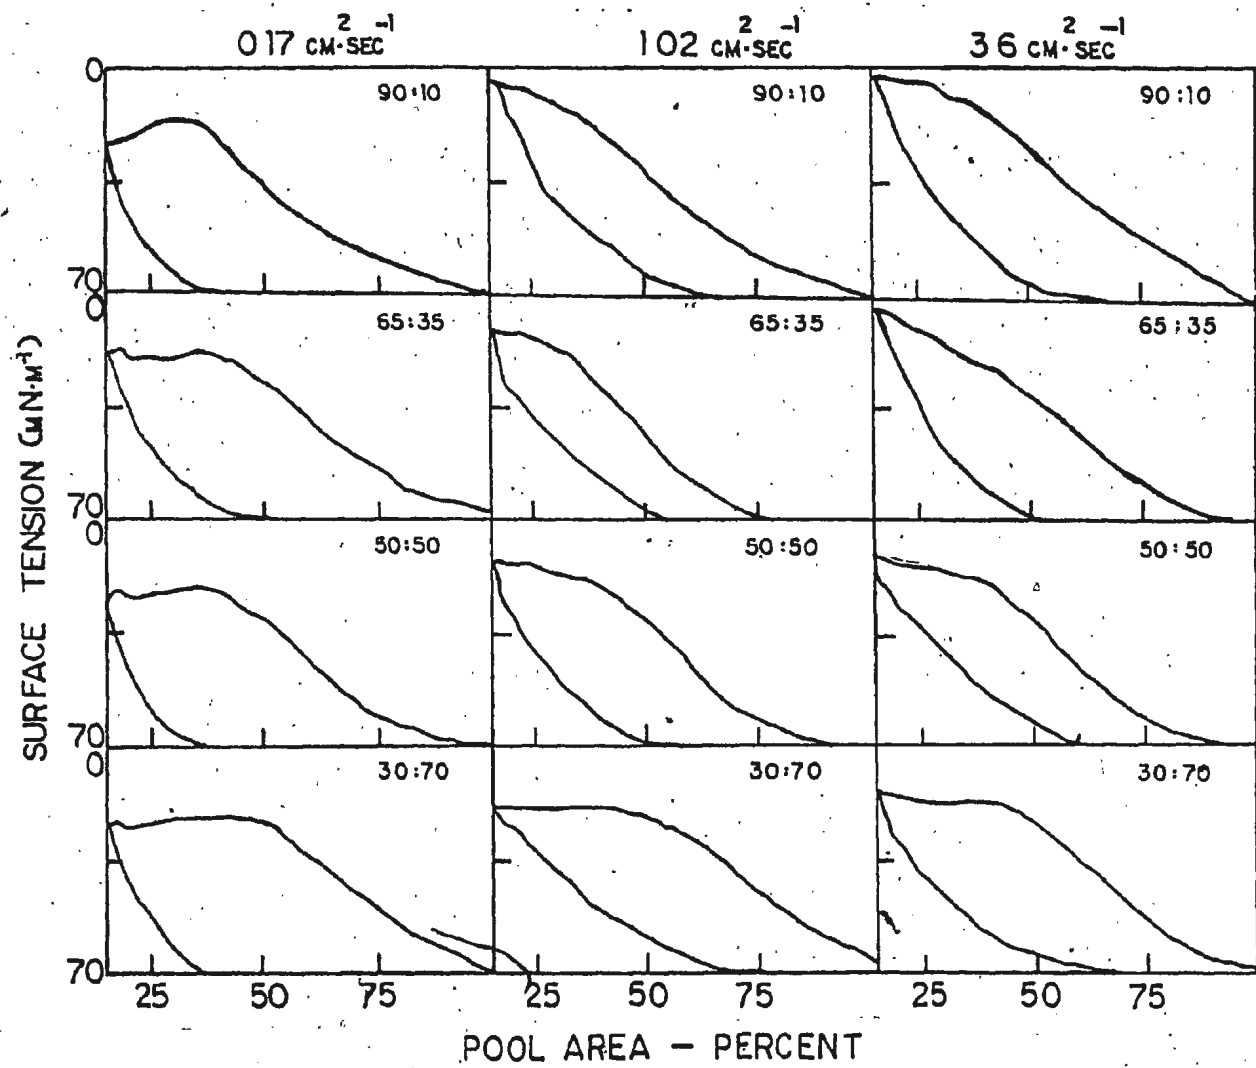 017 CM²·SEC⁻¹ 102 CM²·SEC⁻¹ 36 CM²·SEC⁻¹
0 90:10 90:10 90:10
70
0 65:35 65:35 65:35
70
0 50:50 50:50 50:50
70
0 30:70 30:70 30:70
70
SURFACE TENSION (MN·M⁻¹)
25 50 75 25 50 75 25 50 75
POOL AREA – PERCENT